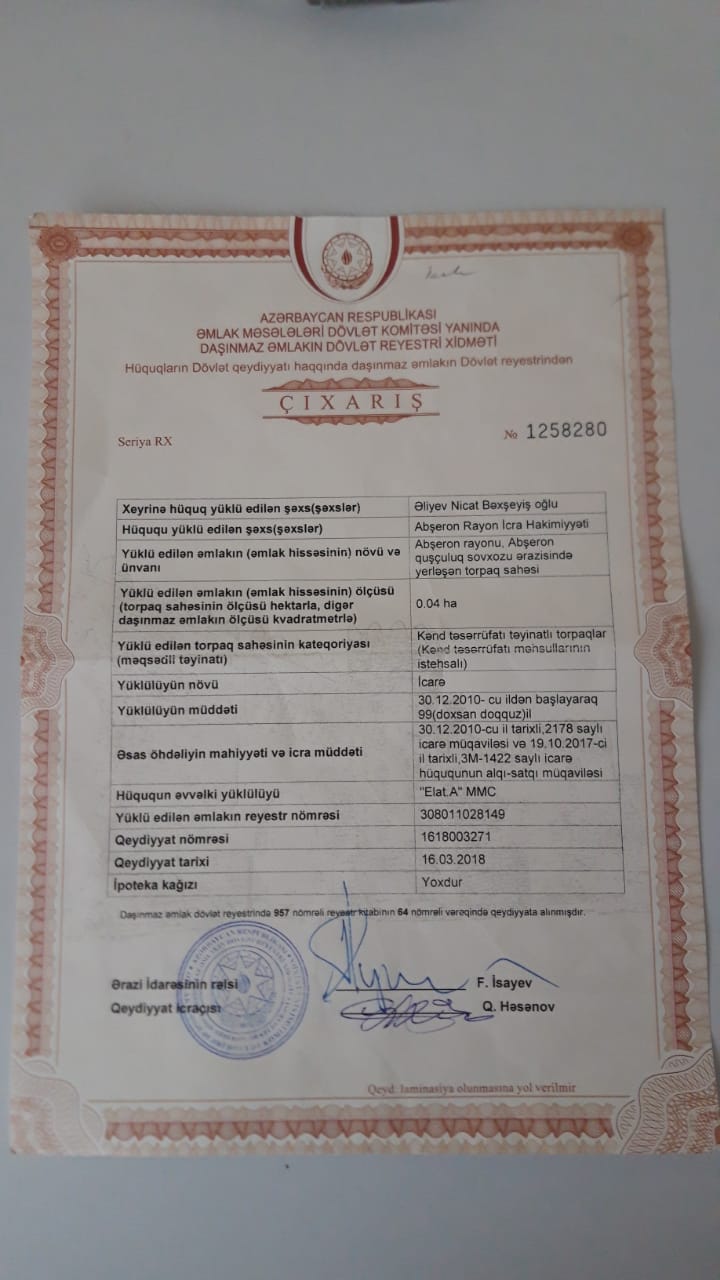 AZƏRBAYCAN RESPUBLİKASI
ƏMLAK MƏSƏLƏLƏRİ DÖVLƏT KOMİTƏSİ YANINDA
DAŞINMAZ ƏMLAKIN DÖVLƏT REYESTRİ XİDMƏTİ
Hüquqların Dövlət qeydiyyatı haqqında daşınmaz əmlakın Dövlət reyestrindən
ÇIXARIŞ
Seriya RX № 1258280
Xeyrinə hüquq yüklü edilən şəxs(şəxslər) Əliyev Nicat Bəxşeyiş oğlu
Hüququ yüklü edilən şəxs(şəxslər) Abşeron Rayon İcra Hakimiyyəti
Yüklü edilən əmlakın (əmlak hissəsinin) növü və
ünvanı
Abşeron rayonu, Abşeron
quşçuluq sovxozu ərazisində
yerləşən torpaq sahəsi
Yüklü edilən əmlakın (əmlak hissəsinin) ölçüsü
(torpaq sahəsinin ölçüsü hektarla, digər
daşınmaz əmlakın ölçüsü kvadratmetrlə)
0.04 ha
Yüklü edilən torpaq sahəsinin kateqoriyası
(məqsədli təyinatı)
Kənd təsərrüfatı təyinatlı torpaqlar
(Kənd təsərrüfatı məhsullarının
istehsalı)
Yüklülüyün növü İcarə
Yüklülüyün müddəti
30.12.2010- cu ildən başlayaraq
99(doxsan doqquz)il
Əsas öhdəliyin mahiyyəti və icra müddəti
30.12.2010-cu il tarixli,2178 saylı
icarə müqaviləsi və 19.10.2017-ci
il tarixli,3M-1422 saylı icarə
hüququnun alqı-satqı müqaviləsi
Hüququn əvvəlki yüklülüyü "Elat.A" MMC
Yüklü edilən əmlakın reyestr nömrəsi 308011028149
Qeydiyyat nömrəsi 1618003271
Qeydiyyat tarixi 16.03.2018
İpoteka kağızı Yoxdur
Daşınmaz əmlak dövlət reyestrində 957 nömrəli reyestr kitabının 64 nömrəli vərəqində qeydiyyata alınmışdır.
Ərazi İdarəsinin rəisi F. İsayev
Qeydiyyat icraçısı Q. Həsənov
Qeyd: laminasiya olunmasına yol verilmir